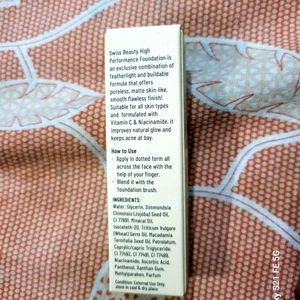 Swiss Beauty High
Performance Foundation is
an exclusive combination of
featherlight and buildable
formula that offers
poreless, matte skin-like,
smooth flawless finish!
Suitable for all skin types
and formulated with
Vitamin C & Niacinamide, it
improves natural glow and
keeps acne at bay.
How to Use
• Apply in dotted form all
across the face with the
help of your finger.
• Blend it with the
foundation brush.
INGREDIENTS:
Water, Glycerin, Simmondsia
Chinensis (Jojoba) Seed Oil,
CI 77891, Mineral Oil,
Isoceteth-20, Triticum Vulgare
(Wheat) Germ Oil, Macadamia
Ternifolia Seed Oil, Petrolatum,
Caprylic/capric Triglyceride,
CI 77492, CI 77491, CI 77499,
Niacinamide, Ascorbic Acid,
Panthenol, Xanthan Gum,
Methylparaben, Parfum
Condition: External Use Only,
store in cool & dry place
xy S21 FE 5G